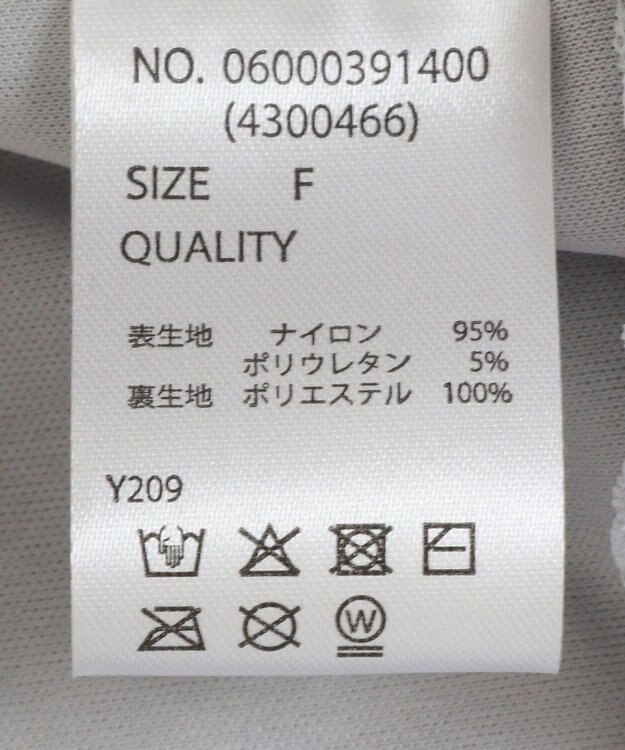 NO. 06000391400
(4300466)
SIZE F
QUALITY
表生地 ナイロン 95%
ポリウレタン 5%
裏生地 ポリエステル 100%
Y209
W